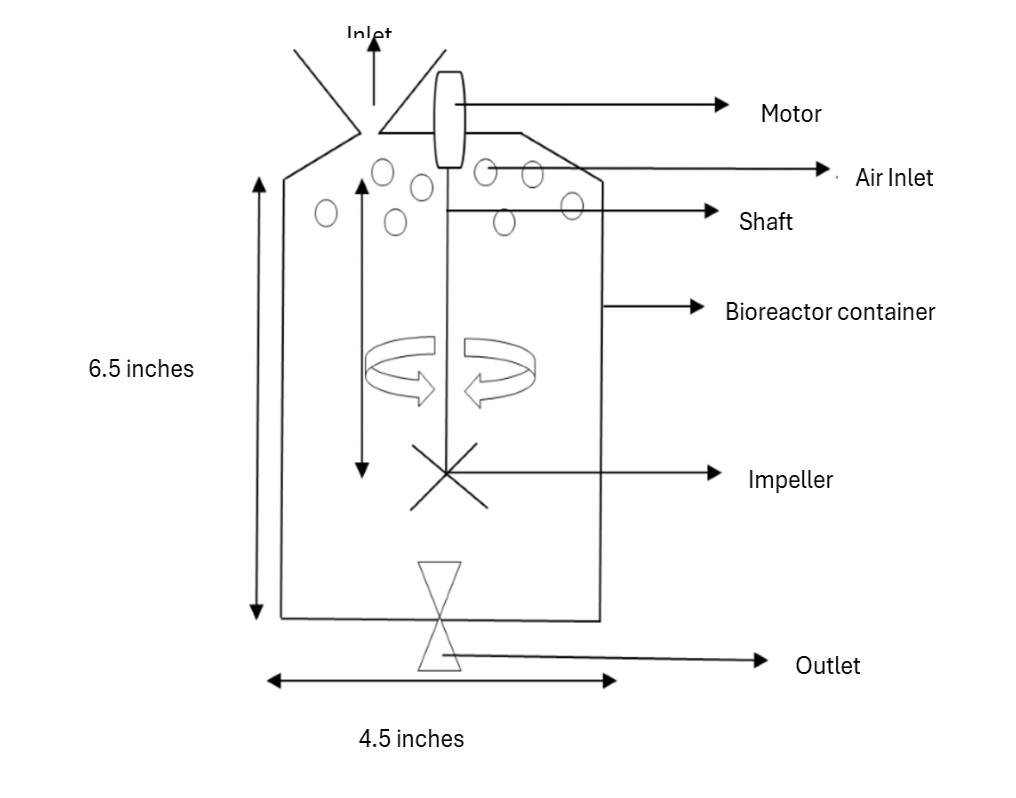 Inlet
Motor
Air Inlet
Shaft
Bioreactor container
6.5 inches
Impeller
Outlet
4.5 inches